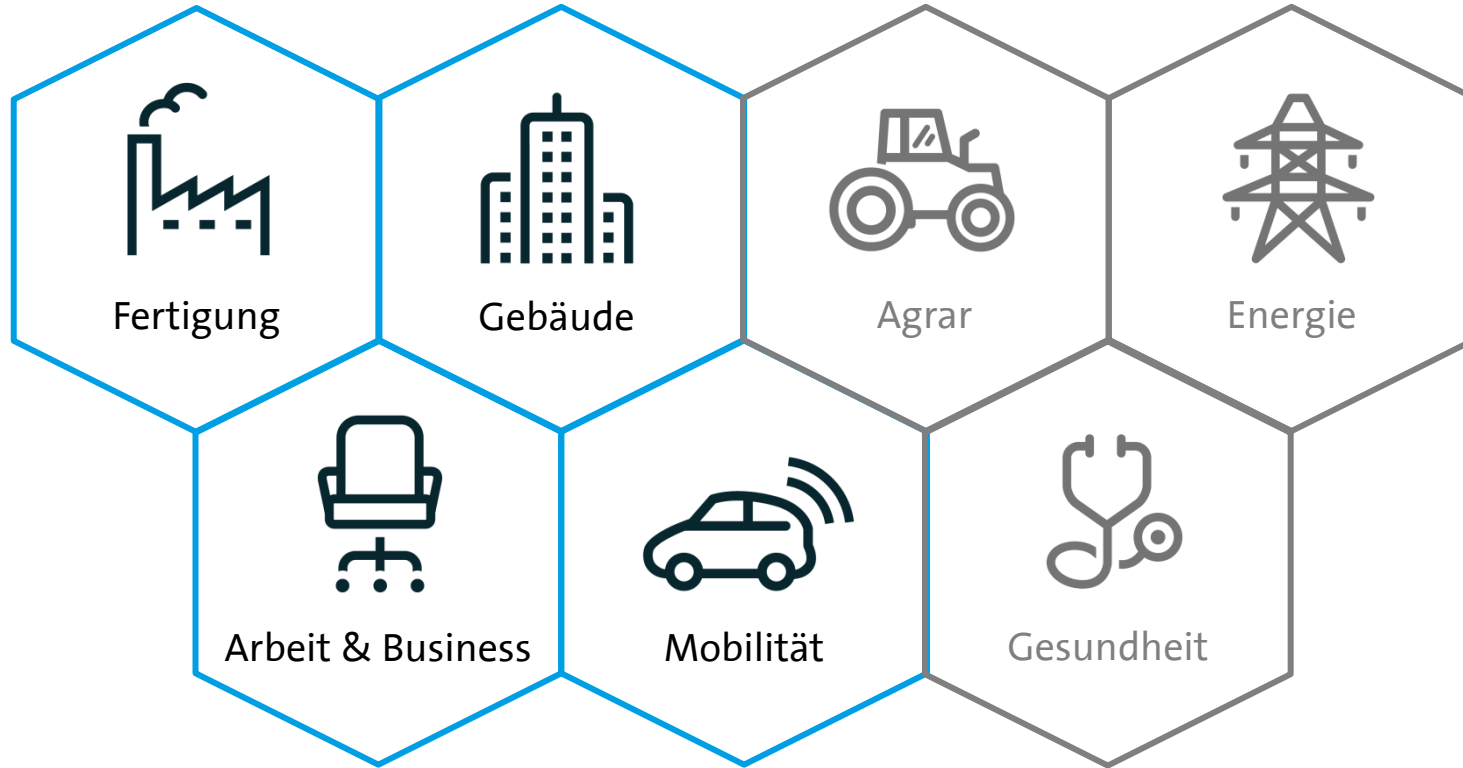 Fertigung
Gebäude
Agrar
Energie
Arbeit & Business
Mobilität
Gesundheit